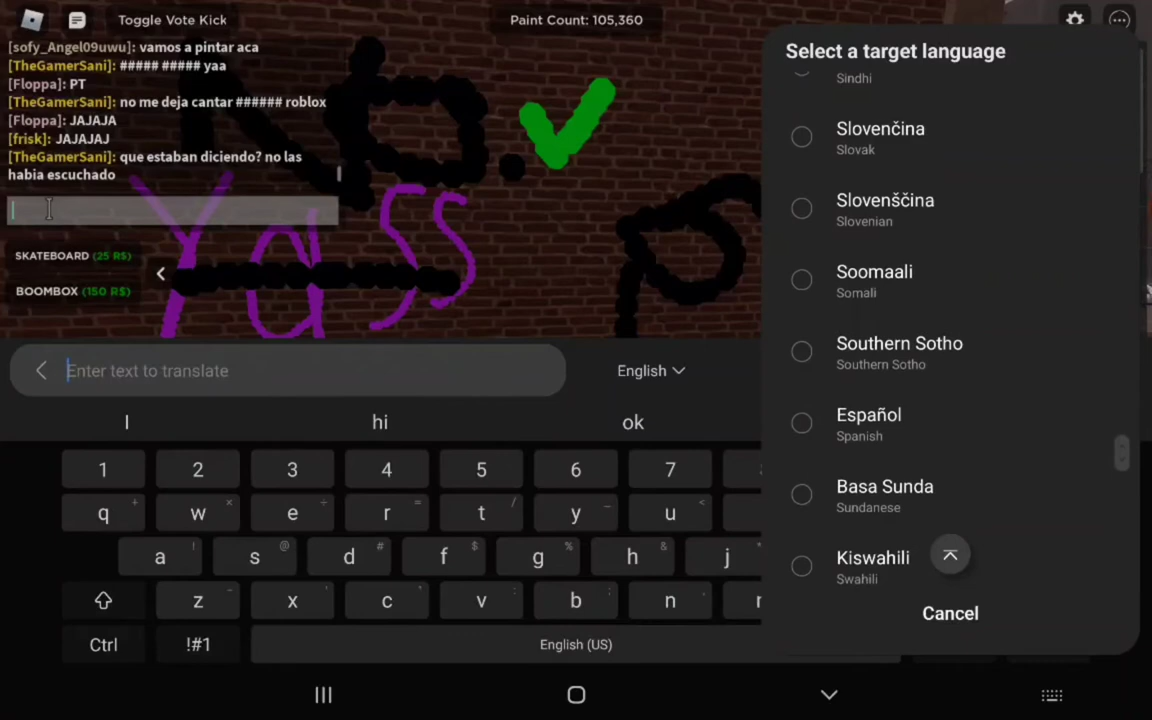 Toggle Vote Kick
Paint Count: 105,360
[sofy_Angel09uwu]: vamos a pintar aca
[TheGamerSani]: ##### ##### yaa
[Floppa]: PT
[TheGamerSani]: no me deja cantar ###### roblox
[Floppa]: JAJAJA
[frisk]: JAJAJAJ
[TheGamerSani]: que estaban diciendo? no las
habia escuchado
SKATEBOARD (25 R$)
BOOMBOX (150 R$)
No.
Yass
Enter text to translate
English
I hi ok
1 2 3 4 5 6 7
q w e r t y u
a s d f g h j
z x c v b n
Ctrl !#1 English (US)
Select a target language
Sindhi
Slovenčina
Slovak
Slovenščina
Slovenian
Soomaali
Somali
Southern Sotho
Southern Sotho
Español
Spanish
Basa Sunda
Sundanese
Kiswahili
Swahili
Cancel